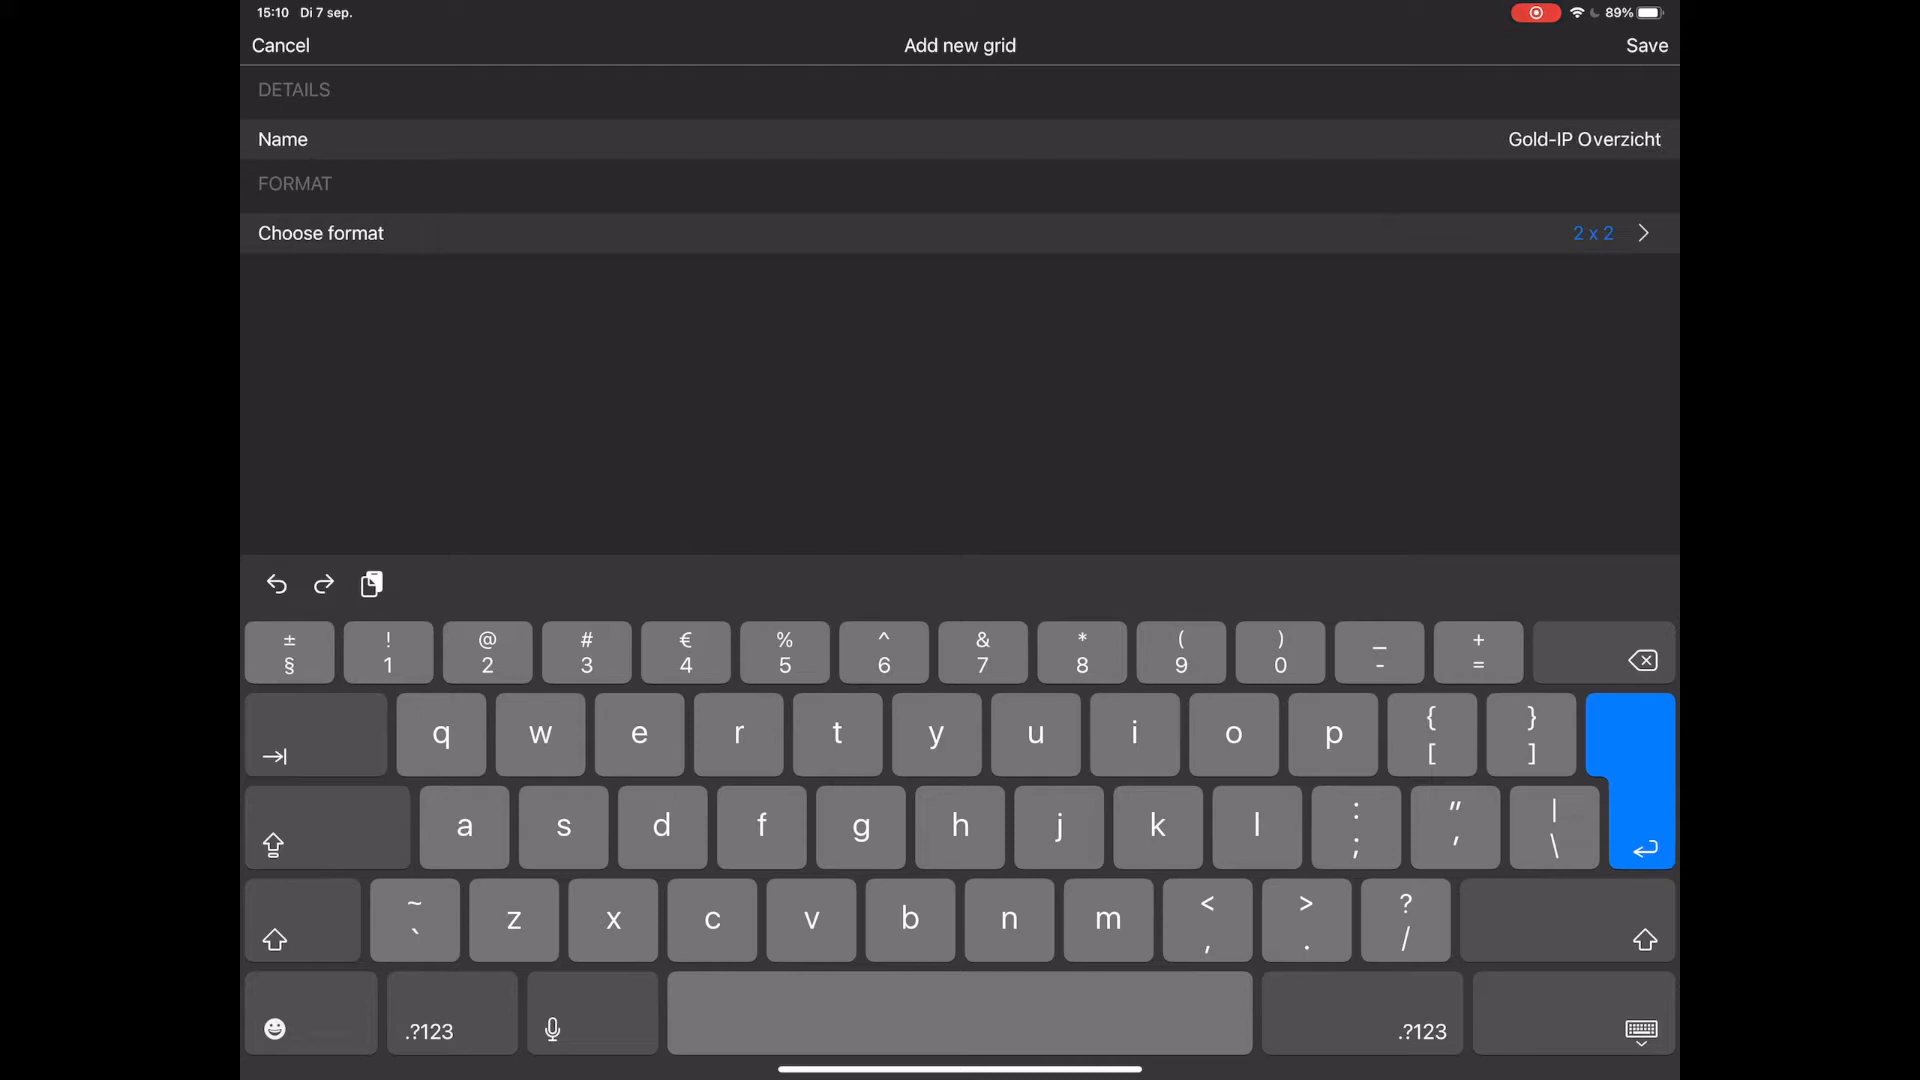 15:10 Di 7 sep. 89%
Cancel Add new grid Save
DETAILS
Name Gold-IP Overzicht
FORMAT
Choose format 2 x 2
± ! @ # € % ^ & * ( ) _ +
§ 1 2 3 4 5 6 7 8 9 0 - =
q w e r t y u i o p { [ } ]
a s d f g h j k l : ; " ' | \
~ ` z x c v b n m < , > . ? /
.?123 .?123